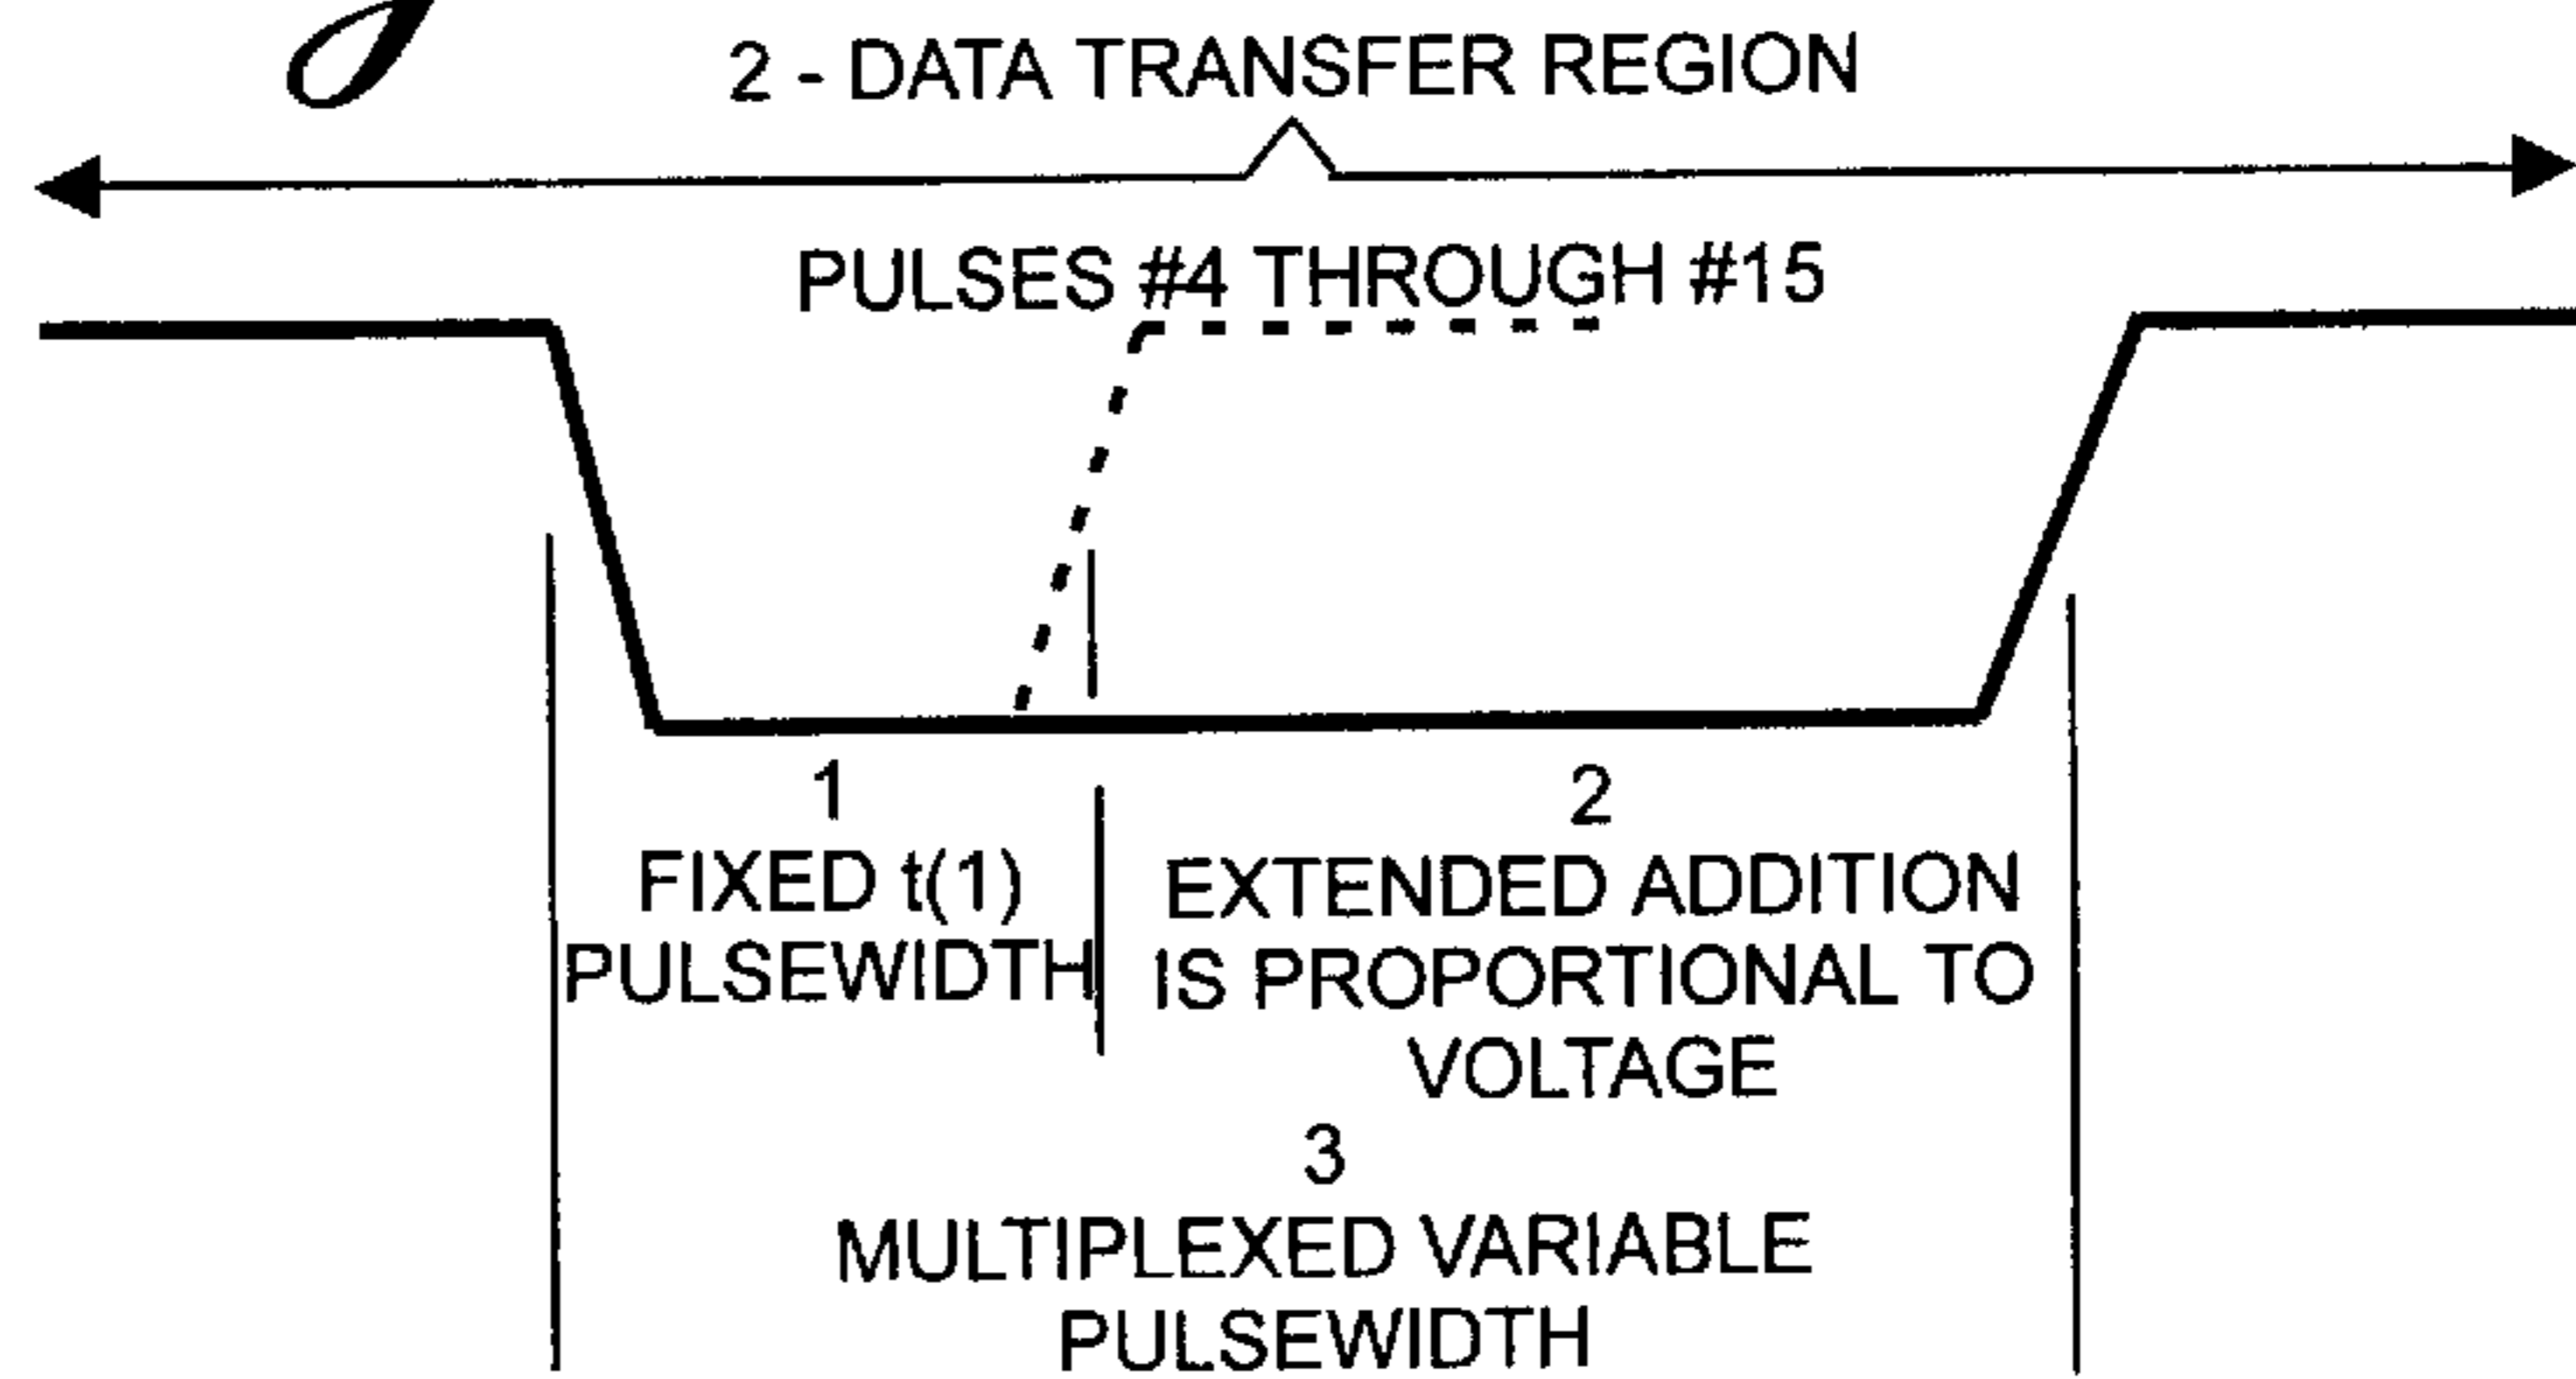 2 - DATA TRANSFER REGION
PULSES #4 THROUGH #15
1
FIXED t(1)
PULSEWIDTH
2
EXTENDED ADDITION
IS PROPORTIONAL TO
VOLTAGE
3
MULTIPLEXED VARIABLE
PULSEWIDTH